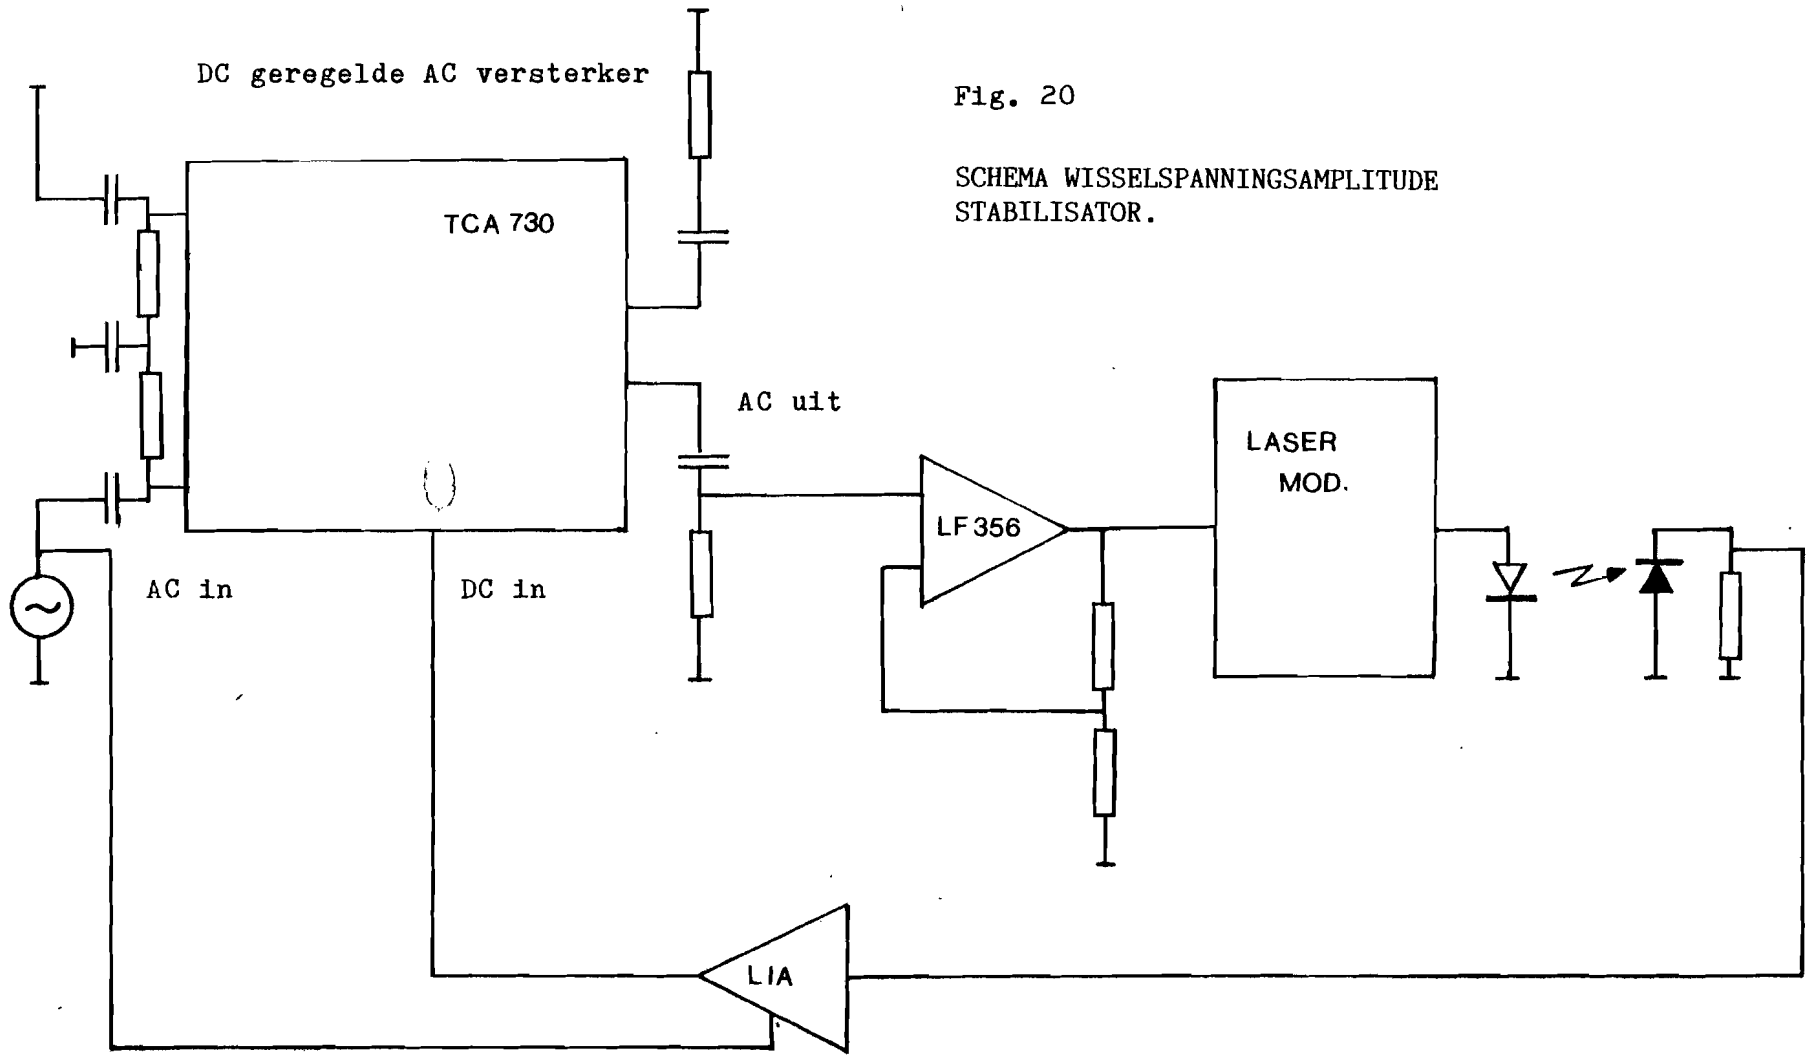 DC geregelde AC versterker
Fig. 20
SCHEMA WISSELSPANNINGSAMPLITUDE
STABILISATOR.
TCA 730
AC uit
LASER
MOD.
LF 356
AC in
DC in
LIA